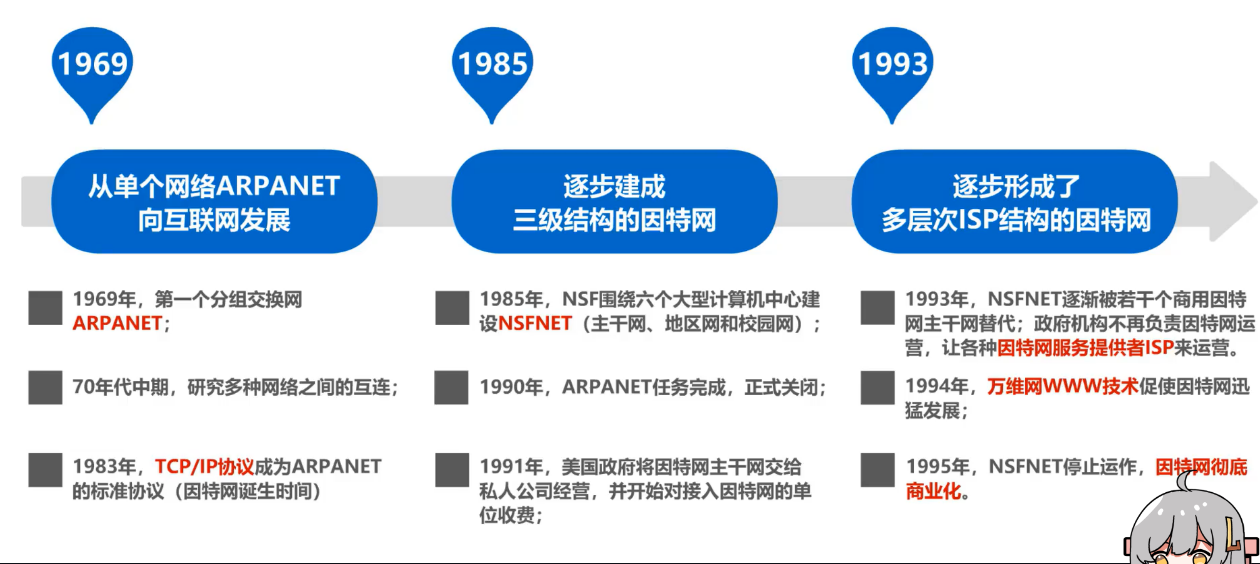 1969
1985
1993
从单个网络ARPANET
向互联网发展
逐步建成
三级结构的因特网
逐步形成了
多层次ISP结构的因特网
1969年，第一个分组交换网
ARPANET；
70年代中期，研究多种网络之间的互连；
1983年，TCP/IP协议成为ARPANET
的标准协议（因特网诞生时间）
1985年，NSF围绕六个大型计算机中心建
设NSFNET（主干网、地区网和校园网）；
1990年，ARPANET任务完成，正式关闭；
1991年，美国政府将因特网主干网交给
私人公司经营，并开始对接入因特网的单
位收费；
1993年，NSFNET逐渐被若干个商用因特
网主干网替代；政府机构不再负责因特网运
营，让各种因特网服务提供者ISP来运营。
1994年，万维网WWW技术促使因特网迅
猛发展；
1995年，NSFNET停止运作，因特网彻底
商业化。